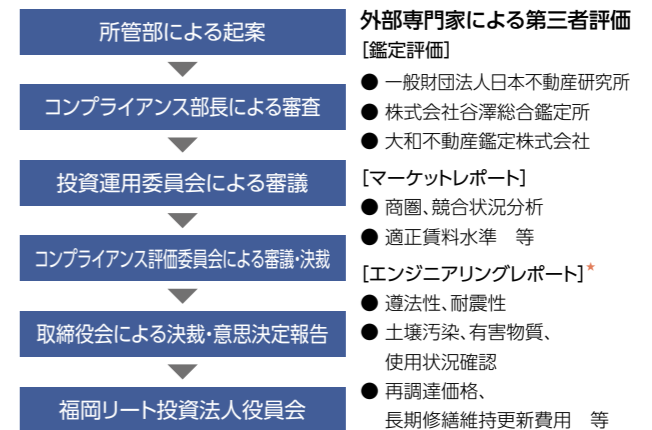 所管部による起案
コンプライアンス部長による審査
投資運用委員会による審議
コンプライアンス評価委員会による審議・決裁
取締役会による決裁・意思決定報告
福岡リート投資法人役員会
外部専門家による第三者評価
[鑑定評価]
● 一般財団法人日本不動産研究所
● 株式会社谷澤総合鑑定所
● 大和不動産鑑定株式会社
[マーケットレポート]
● 商圏、競合状況分析
● 適正賃料水準　等
[エンジニアリングレポート]★
● 遵法性、耐震性
● 土壌汚染、有害物質、
使用状況確認
● 再調達価格、
長期修繕維持更新費用　等